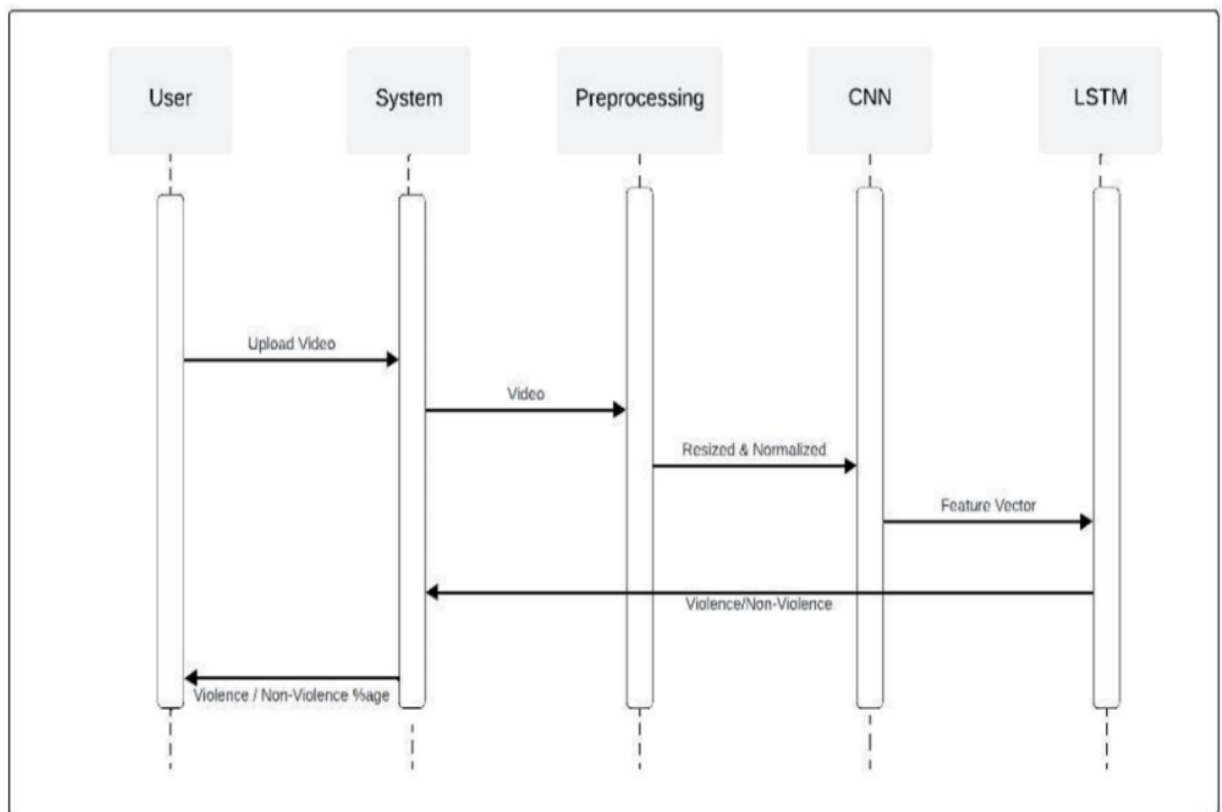 User
System
Preprocessing
CNN
LSTM
Upload Video
Video
Resized & Normalized
Feature Vector
Violence/Non-Violence
Violence / Non-Violence %age